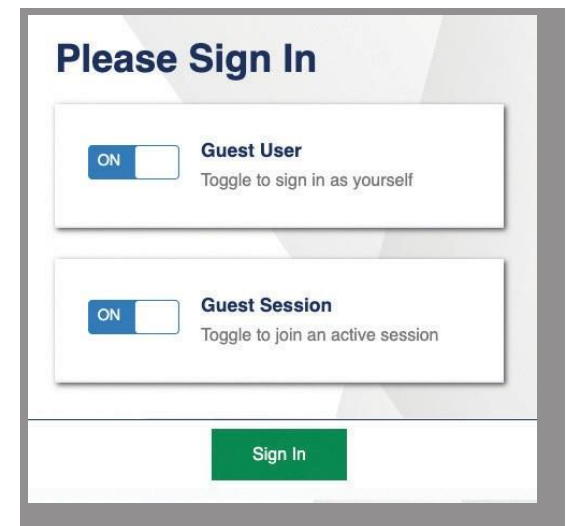 Please Sign In
ON
Guest User
Toggle to sign in as yourself
ON
Guest Session
Toggle to join an active session
Sign In